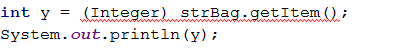 int y = (Integer) strBag.getItem();
System.out.println(y);